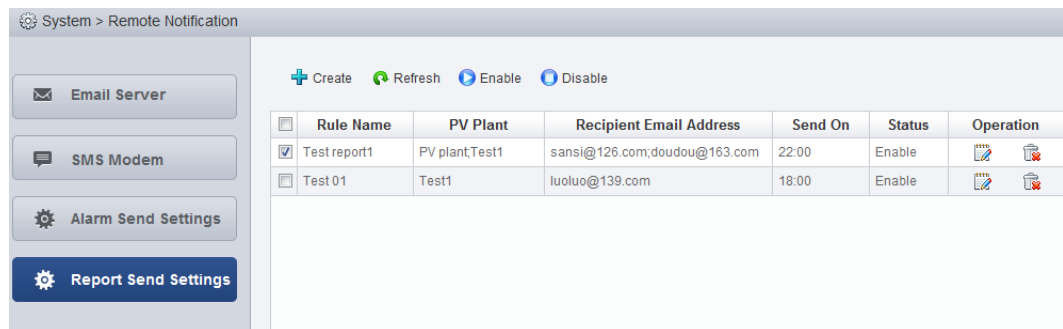 System > Remote Notification
Create Refresh Enable Disable
Email Server
SMS Modem
Alarm Send Settings
Report Send Settings
Rule Name PV Plant Recipient Email Address Send On Status Operation
Test report1 PV plant;Test1 sansi@126.com;doudou@163.com 22:00 Enable
Test 01 Test1 luoluo@139.com 18:00 Enable